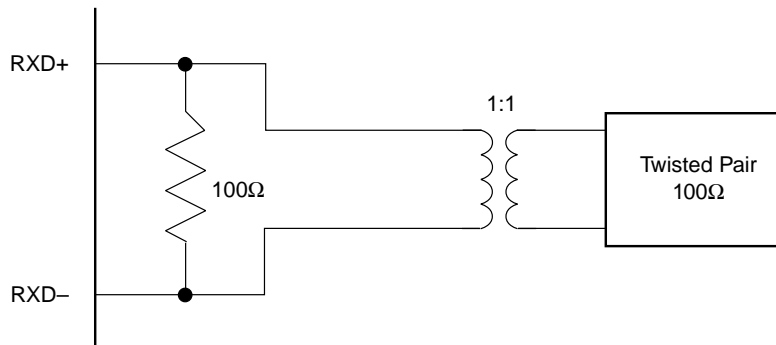 RXD+
1:1
100Ω
Twisted Pair
100Ω
RXD–